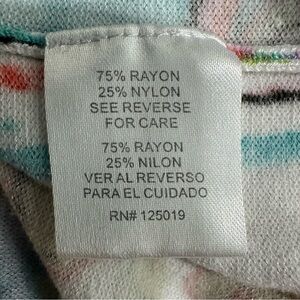 75% RAYON
25% NYLON
SEE REVERSE
FOR CARE
75% RAYON
25% NILON
VER AL REVERSO
PARA EL CUIDADO
RN# 125019